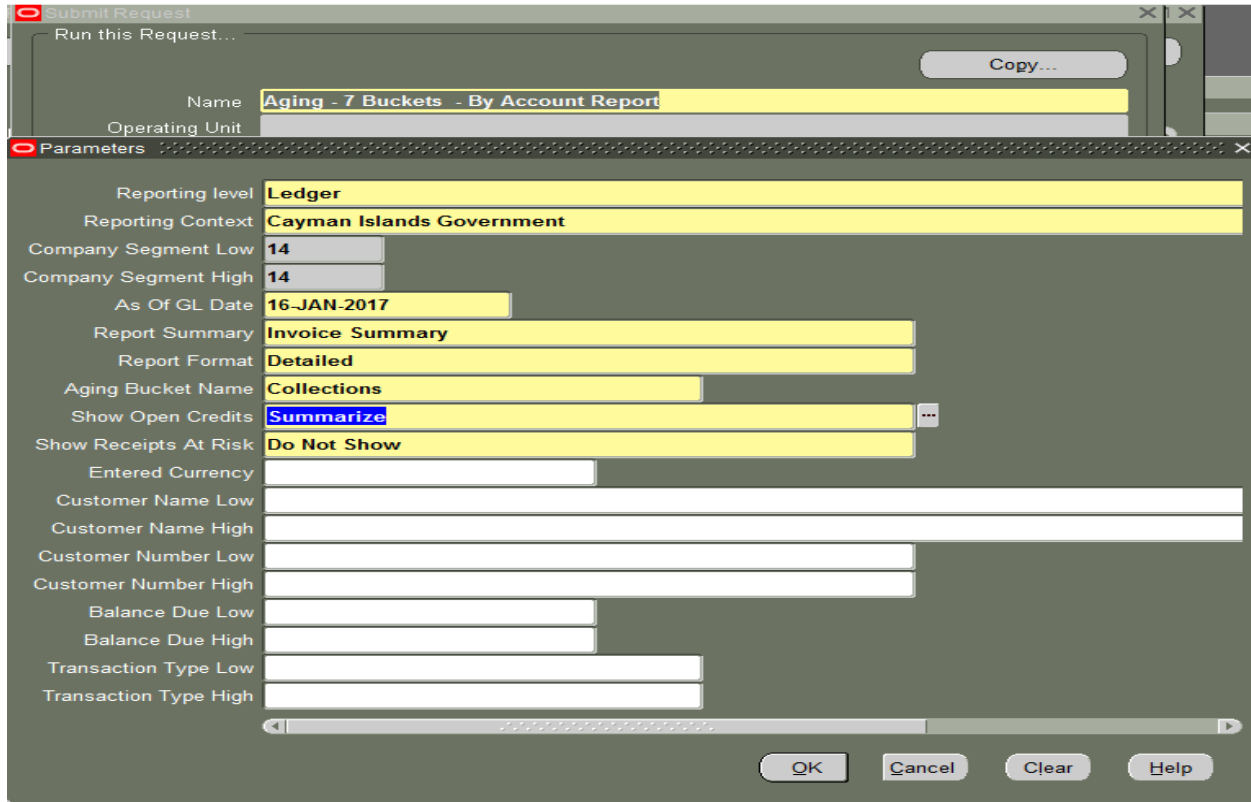 Submit Request
Run this Request...
Copy...
Name Aging - 7 Buckets - By Account Report
Operating Unit
Parameters
Reporting level Ledger
Reporting Context Cayman Islands Government
Company Segment Low 14
Company Segment High 14
As Of GL Date 16-JAN-2017
Report Summary Invoice Summary
Report Format Detailed
Aging Bucket Name Collections
Show Open Credits Summarize ...
Show Receipts At Risk Do Not Show
Entered Currency
Customer Name Low
Customer Name High
Customer Number Low
Customer Number High
Balance Due Low
Balance Due High
Transaction Type Low
Transaction Type High
OK Cancel Clear Help